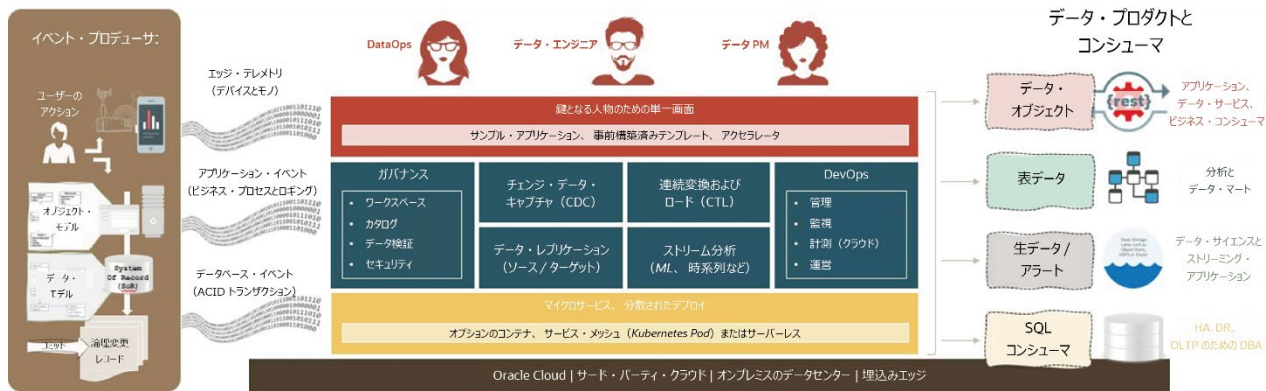 イベント・プロデューサ:
ユーザーの
アクション
オブジェクト・
モデル
System
Of Record
(SoR)
データ・
モデル
コミット
論理変更
レコード
エッジ・テレメトリ
(デバイスとモノ)
アプリケーション・イベント
(ビジネス・プロセスとロギング)
データベース・イベント
(ACID トランザクション)
DataOps
データ・エンジニア
データ PM
鍵となる人物のための単一画面
サンプル・アプリケーション、事前構築済みテンプレート、アクセラレータ
ガバナンス
• ワークスペース
• カタログ
• データ検証
• セキュリティ
チェンジ・データ・
キャプチャ (CDC)
連続変換および
ロード (CTL)
データ・レプリケーション
(ソース / ターゲット)
ストリーム分析
(ML、時系列など)
DevOps
• 管理
• 監視
• 計測 (クラウド)
• 運営
マイクロサービス、分散されたデプロイ
オプションのコンテナ、サービス・メッシュ (Kubernetes Pod) またはサーバーレス
Oracle Cloud | サード・パーティ・クラウド | オンプレミスのデータセンター | 埋込みエッジ
データ・プロダクトと
コンシューマ
データ・
オブジェクト
{rest}
アプリケーション、
データ・サービス、
ビジネス・コンシューマ
表データ
分析と
データ・マート
生データ /
アラート
データ・サイエンスと
ストリーミング・
アプリケーション
SQL
コンシューマ
HA、DR、
OLTP のための DBA